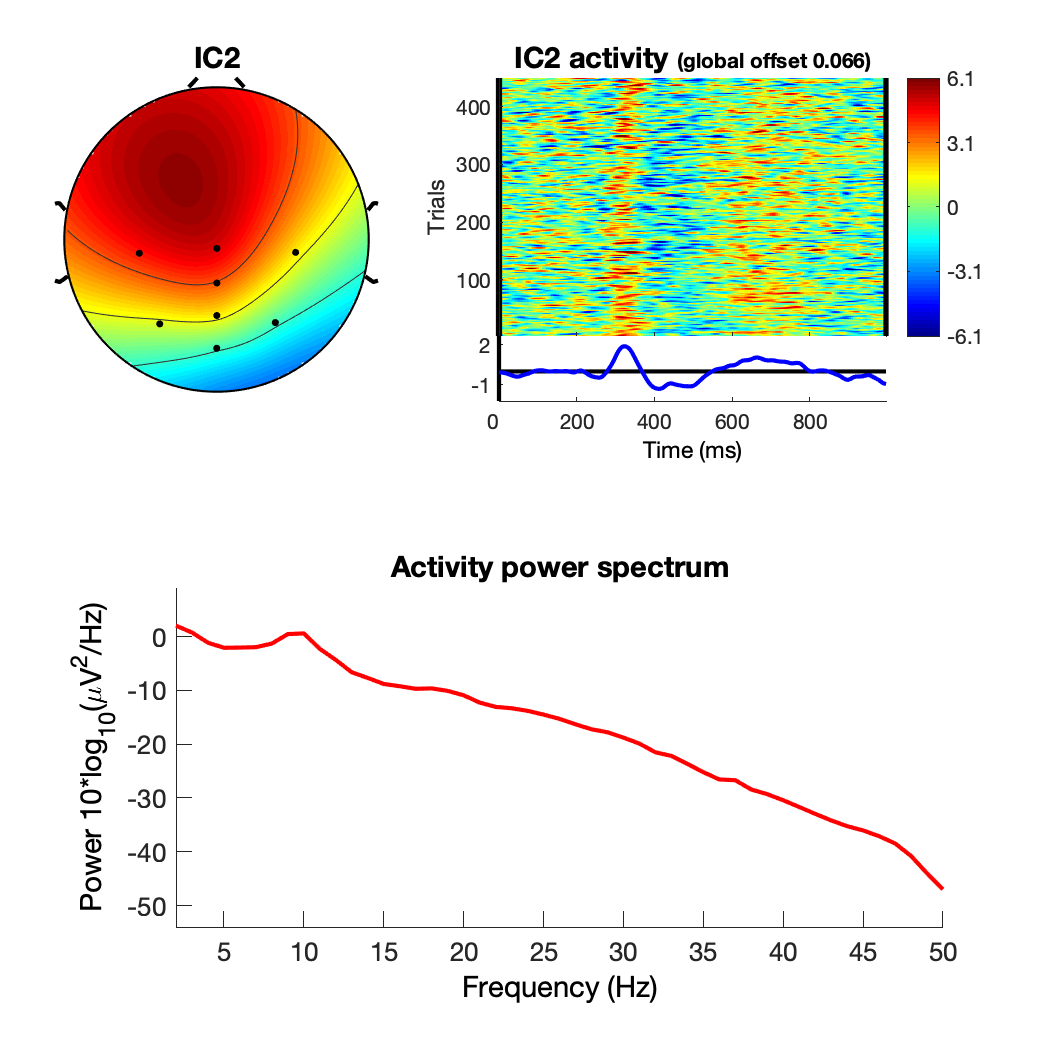 IC2
IC2 activity (global offset 0.066)
400
300
200
100
Trials
6.1
3.1
0
-3.1
-6.1
2
-1
0 200 400 600 800
Time (ms)
Activity power spectrum
0
-10
-20
-30
-40
-50
Power 10*log10(μV2/Hz)
5 10 15 20 25 30 35 40 45 50
Frequency (Hz)